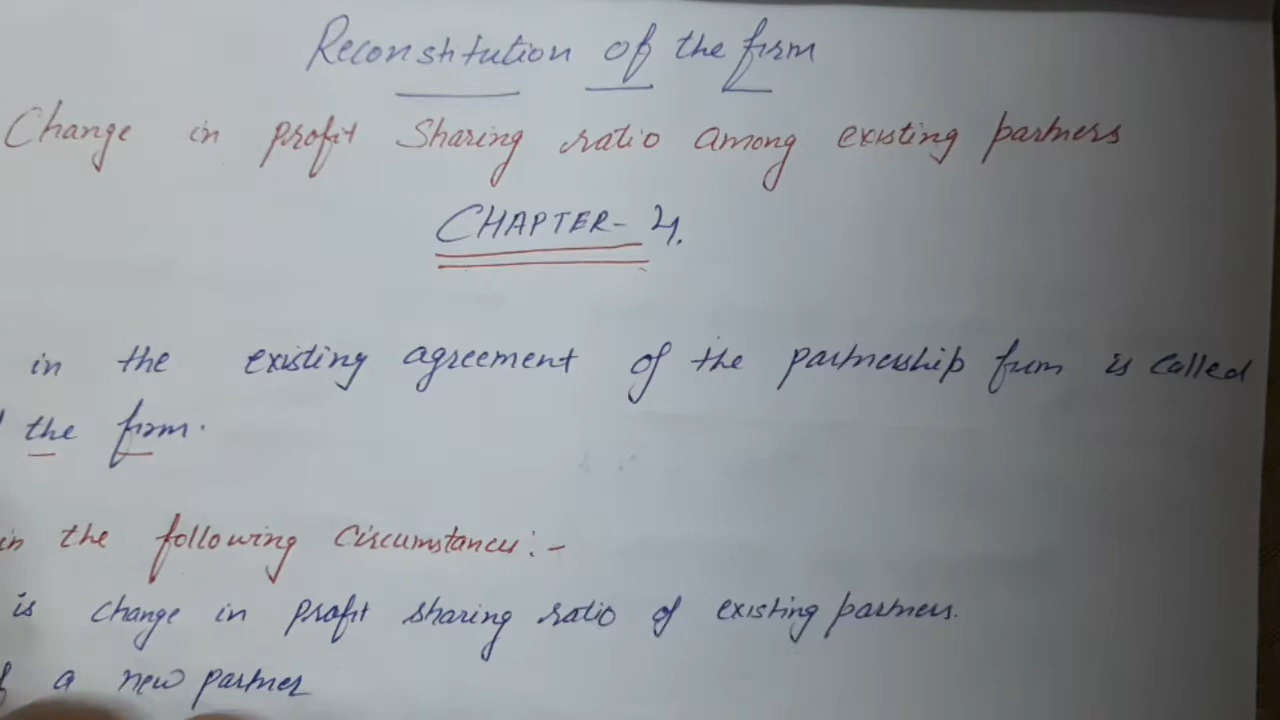 Reconstitution of the firm
Change in profit Sharing ratio among existing partners
CHAPTER - 4.
in the existing agreement of the partnership firm is called
the firm.
in the following Circumstances:-
is change in profit sharing ratio of existing partners.
a new partner